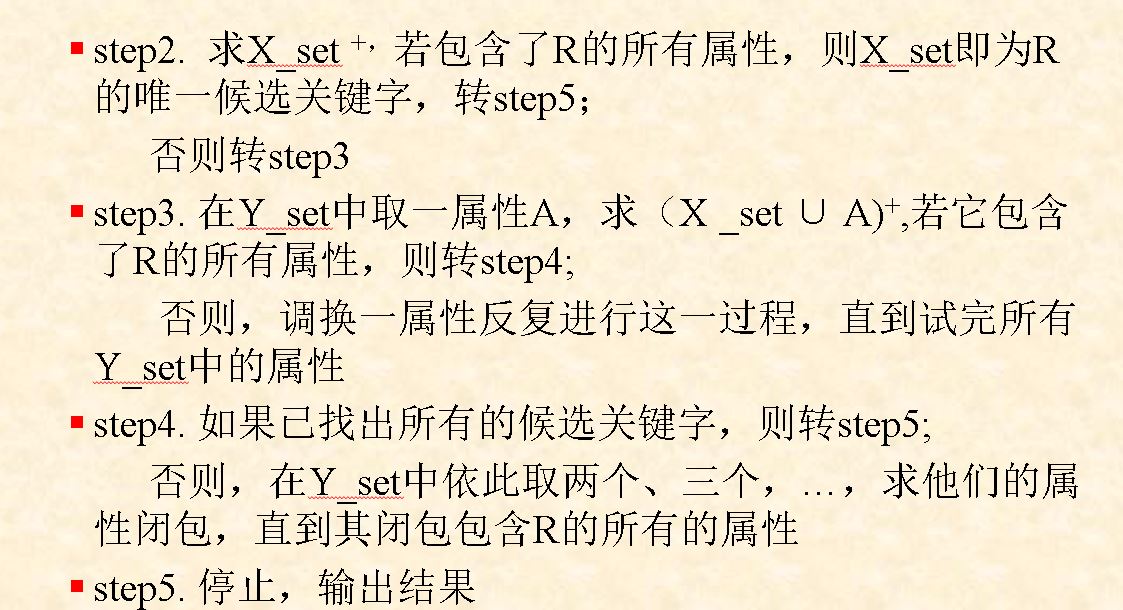 step2. 求X_set +, 若包含了R的所有属性，则X_set即为R
的唯一候选关键字，转step5；
否则转step3
step3. 在Y_set中取一属性A，求（X _set ∪ A)+,若它包含
了R的所有属性，则转step4;
否则，调换一属性反复进行这一过程，直到试完所有
Y_set中的属性
step4. 如果已找出所有的候选关键字，则转step5;
否则，在Y_set中依此取两个、三个，…，求他们的属
性闭包，直到其闭包包含R的所有的属性
step5. 停止，输出结果